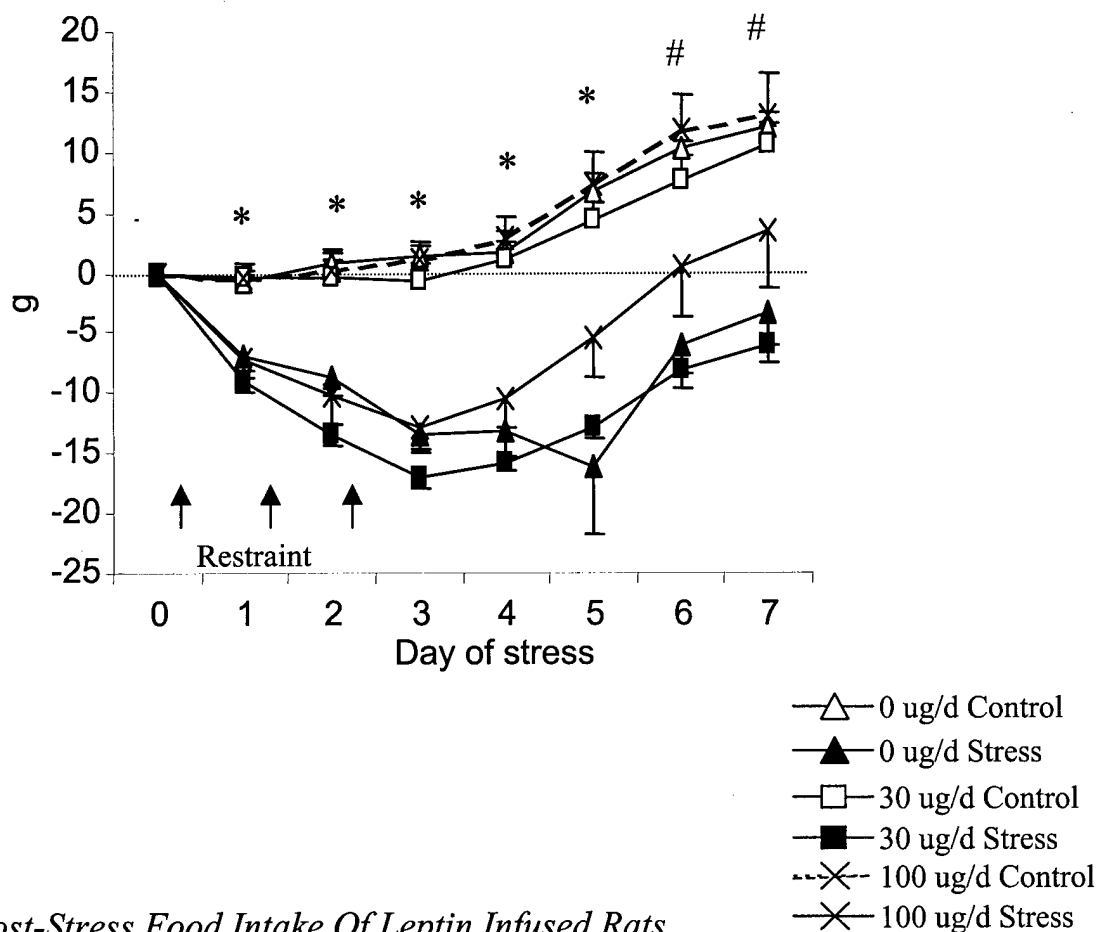 20
# #
15
* *
10
* * *
5
0
g
-5
-10
-15
-20
Restraint
-25
0 1 2 3 4 5 6 7
Day of stress
0 ug/d Control
0 ug/d Stress
30 ug/d Control
30 ug/d Stress
100 ug/d Control
100 ug/d Stress
ost-Stress Food Intake Of Leptin Infused Rats